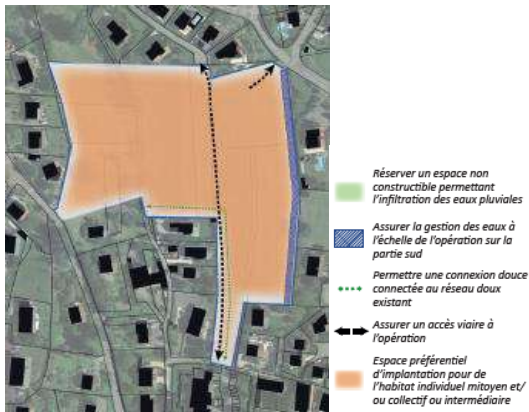 Réserver un espace non
constructible permettant
l'infiltration des eaux pluviales
Assurer la gestion des eaux à
l'échelle de l'opération sur la
partie sud
Permettre une connexion douce
connectée au réseau doux
existant
Assurer un accès viaire à
l'opération
Espace préférentiel
d'implantation pour de
l'habitat individuel mitoyen et/
ou collectif ou intermédiaire